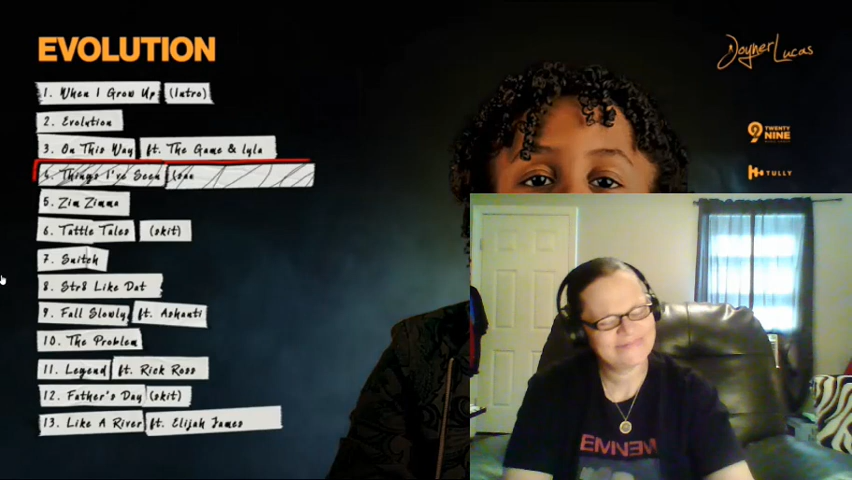 EVOLUTION
Joyner Lucas
1. When I Grow Up (Intro)
2. Evolution
3. On This Way ft. The Game & Iyla
TWENTY
NINE
TULLY
4. Things I've Seen
5. Zim Zimma
6. Tattle Tales (skit)
7. Snitch
8. Str8 Like Dat
9. Fall Slowly ft. Ashanti
10. The Problem
11. Legend ft. Rick Ross
12. Father's Day (skit)
13. Like A River ft. Elijah James
EMINEM